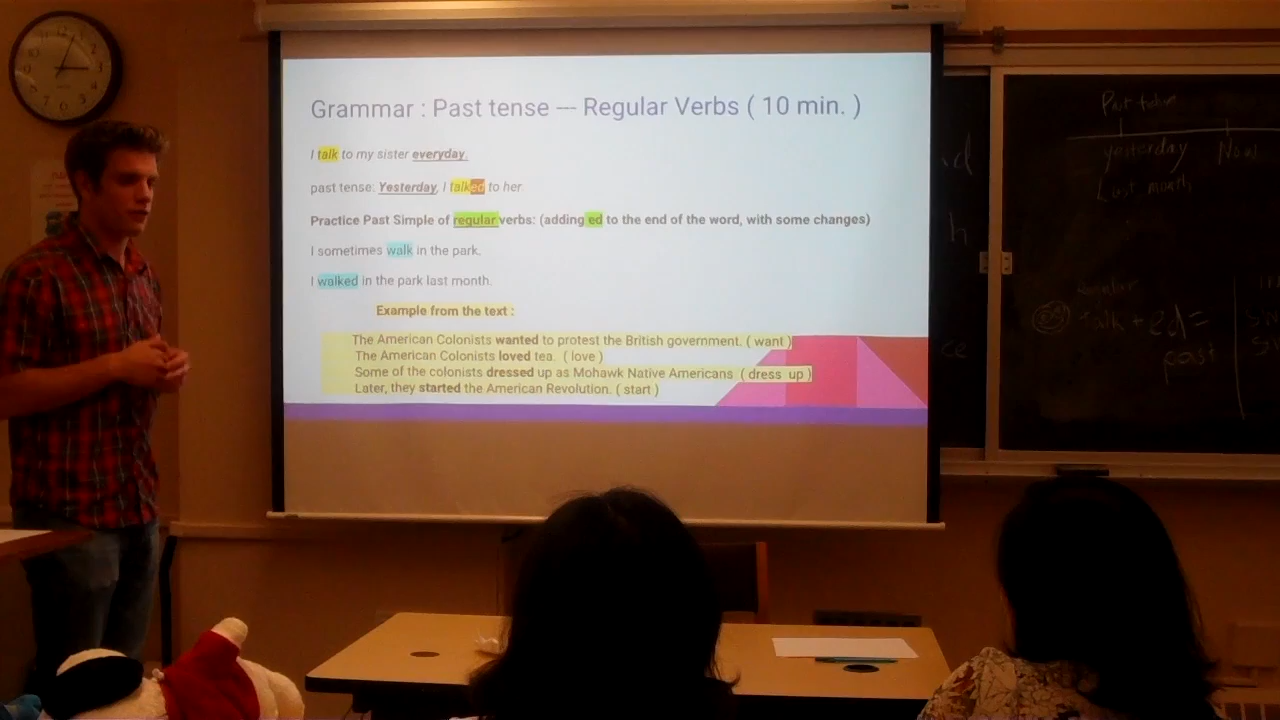 Grammar : Past tense –- Regular Verbs ( 10 min. )
I talk to my sister everyday.
past tense: Yesterday, I talked to her
Practice Past Simple of regular verbs: (adding ed to the end of the word, with some changes)
I sometimes walk in the park.
I walked in the park last month.
Example from the text :
The American Colonists wanted to protest the British government. ( want )
The American Colonists loved tea. ( love )
Some of the colonists dressed up as Mohawk Native Americans. ( dress up )
Later, they started the American Revolution. ( start )
yesterday Now
Last month
talk + ed =
past